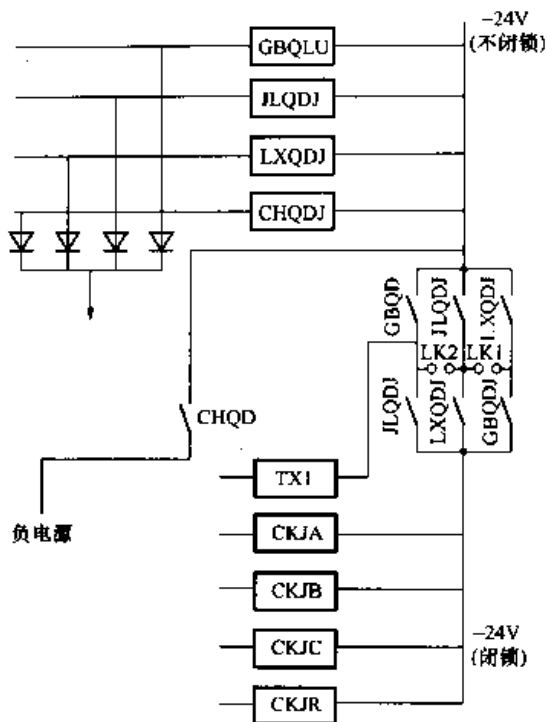 −24V
(不闭锁)
GBQLU
JLQDJ
LXQDJ
CHQDJ
GBQD
JLQDJ
LXQDJ
LK2
LK1
JLQDJ
LXQDJ
GBQDJ
CHQD
TX1
负电源
CKJA
CKJB
CKJC
−24V
(闭锁)
CKJR